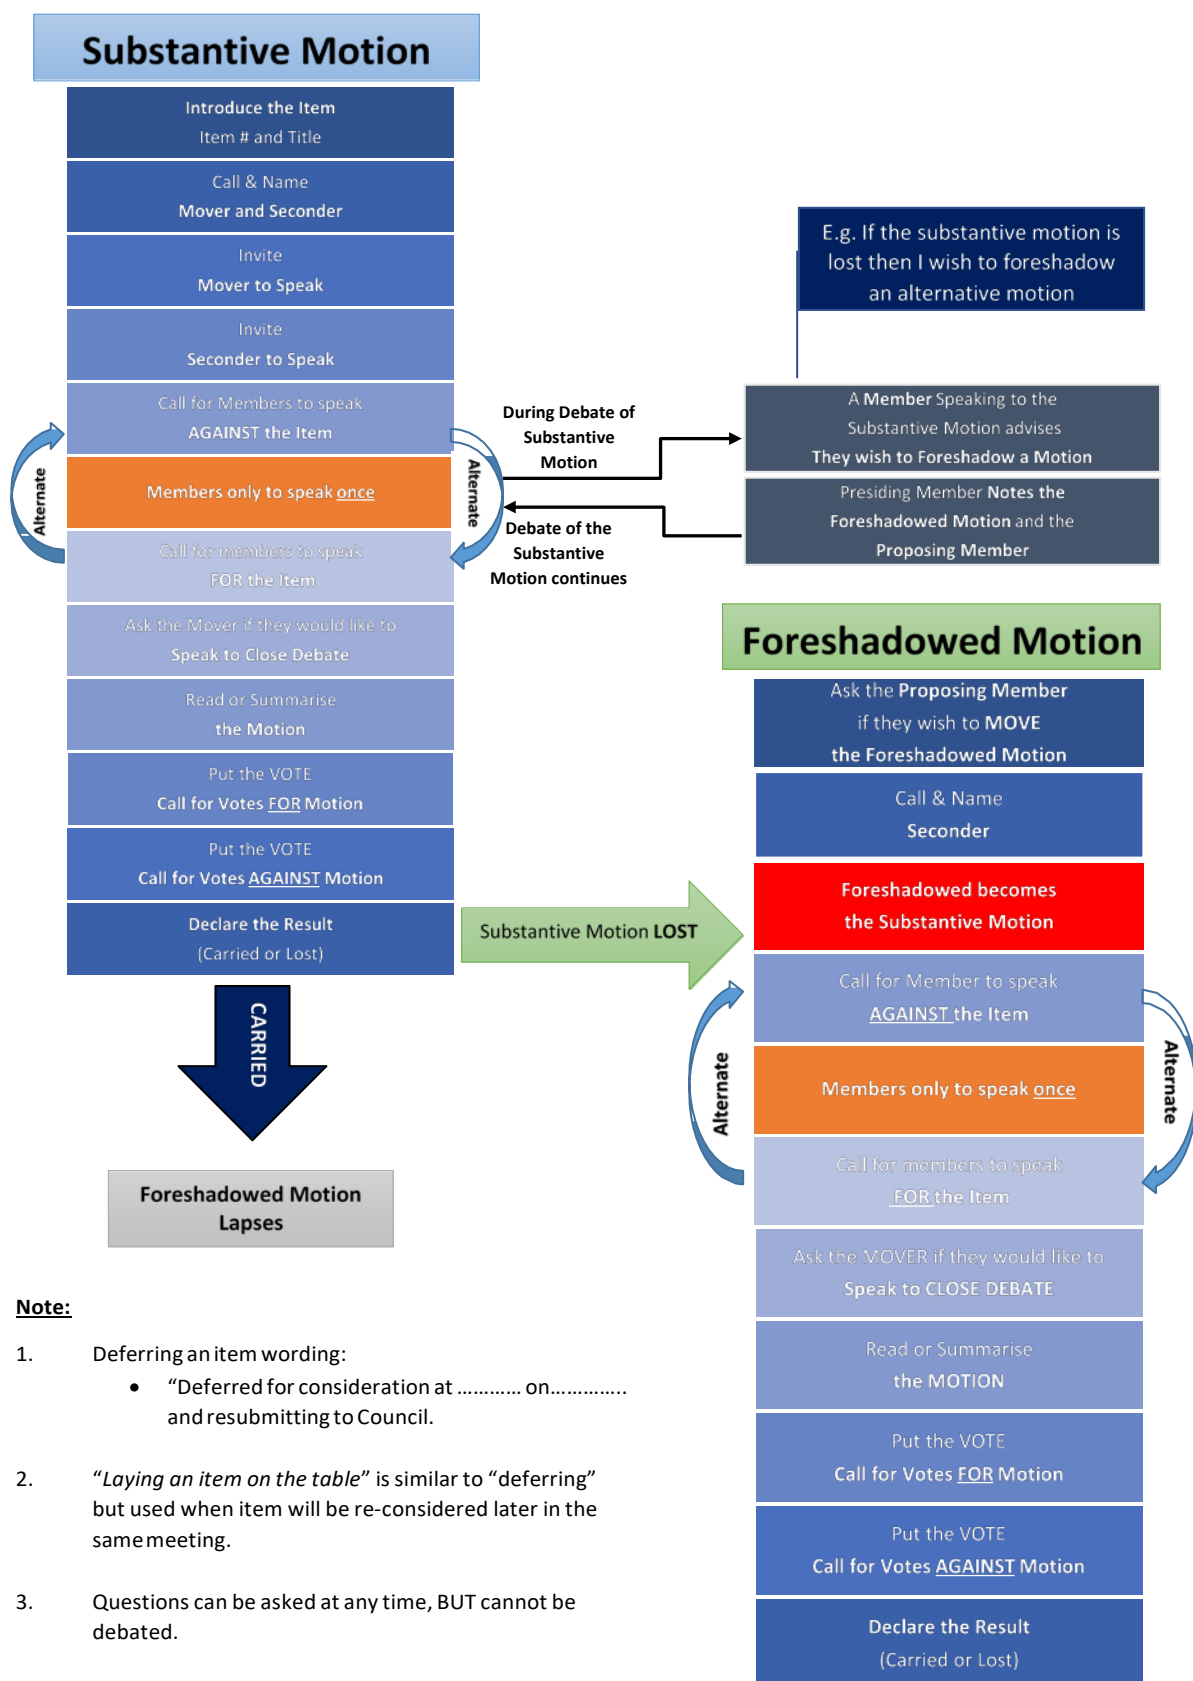 Substantive Motion
Introduce the Item
Item # and Title
Call & Name
Mover and Seconder
Invite
Mover to Speak
Invite
Seconder to Speak
Call for Members to speak
AGAINST the Item
Members only to speak once
Call for members to speak
FOR the Item
Alternate
Alternate
Ask the Mover if they would like to
Speak to Close Debate
Read or Summarise
the Motion
Put the VOTE
Call for Votes FOR Motion
Put the VOTE
Call for Votes AGAINST Motion
Declare the Result
(Carried or Lost)
During Debate of
Substantive
Motion
Debate of the
Substantive
Motion continues
E.g. If the substantive motion is
lost then I wish to foreshadow
an alternative motion
A Member Speaking to the
Substantive Motion advises
They wish to Foreshadow a Motion
Presiding Member Notes the
Foreshadowed Motion and the
Proposing Member
Substantive Motion LOST
CARRIED
Foreshadowed Motion
Lapses
Foreshadowed Motion
Ask the Proposing Member
if they wish to MOVE
the Foreshadowed Motion
Call & Name
Seconder
Foreshadowed becomes
the Substantive Motion
Call for Member to speak
AGAINST the Item
Members only to speak once
Call for members to speak
FOR the Item
Alternate
Alternate
Ask the MOVER if they would like to
Speak to CLOSE DEBATE
Read or Summarise
the MOTION
Put the VOTE
Call for Votes FOR Motion
Put the VOTE
Call for Votes AGAINST Motion
Declare the Result
(Carried or Lost)
Note:
1. Deferring an item wording:
• “Deferred for consideration at ………… on…………..
and resubmitting to Council.
2. “Laying an item on the table” is similar to “deferring”
but used when item will be re-considered later in the
same meeting.
3. Questions can be asked at any time, BUT cannot be
debated.